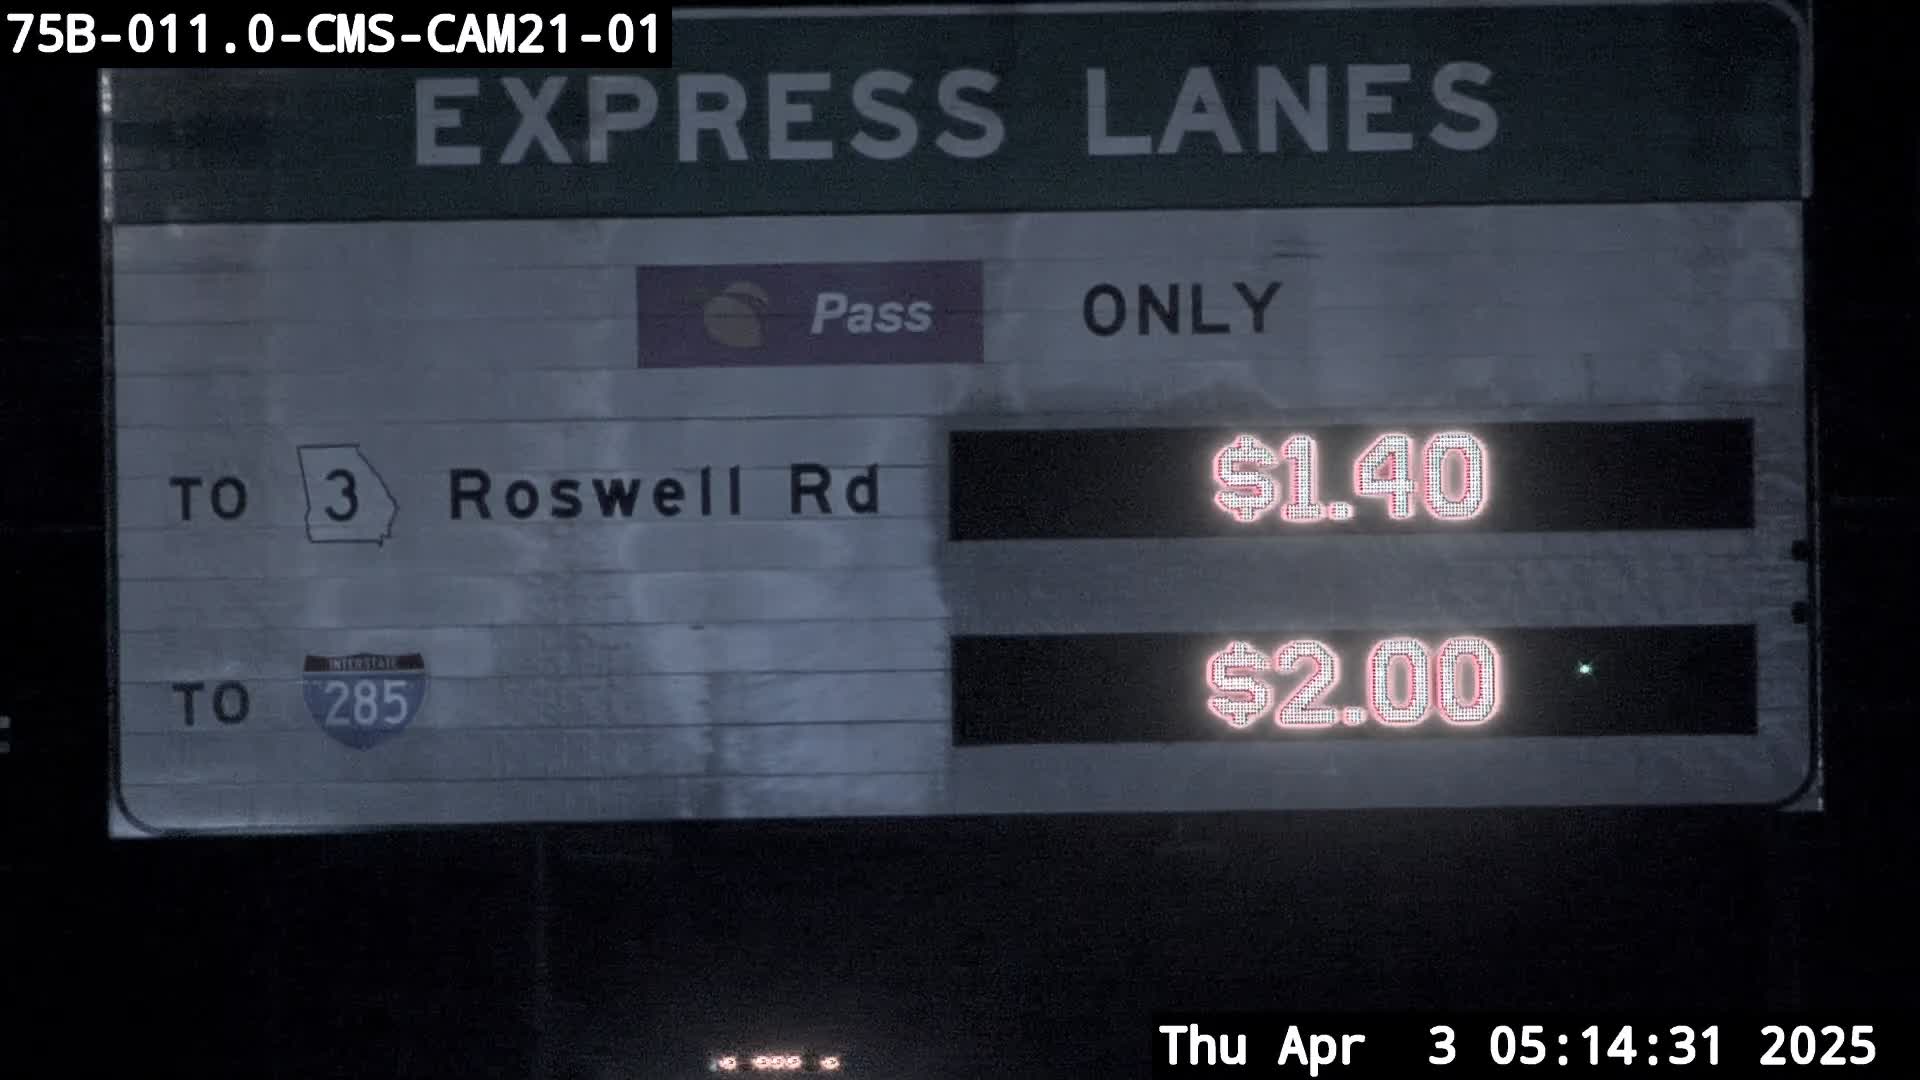 75B-011.0-CMS-CAM21-01
EXPRESS LANES
Pass ONLY
TO 3 Roswell Rd $1.40
TO INTERSTATE 285 $2.00
Thu Apr 3 05:14:31 2025